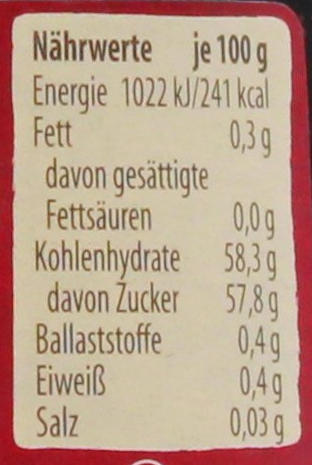 Nährwerte je 100 g
Energie 1022 kJ/241 kcal
Fett 0,3 g
davon gesättigte
Fettsäuren 0,0 g
Kohlenhydrate 58,3 g
davon Zucker 57,8 g
Ballaststoffe 0,4 g
Eiweiß 0,4 g
Salz 0,03 g